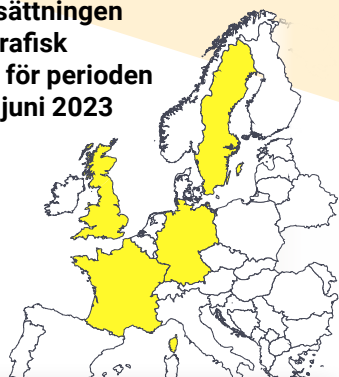 sättningen
rafisk
för perioden
juni 2023